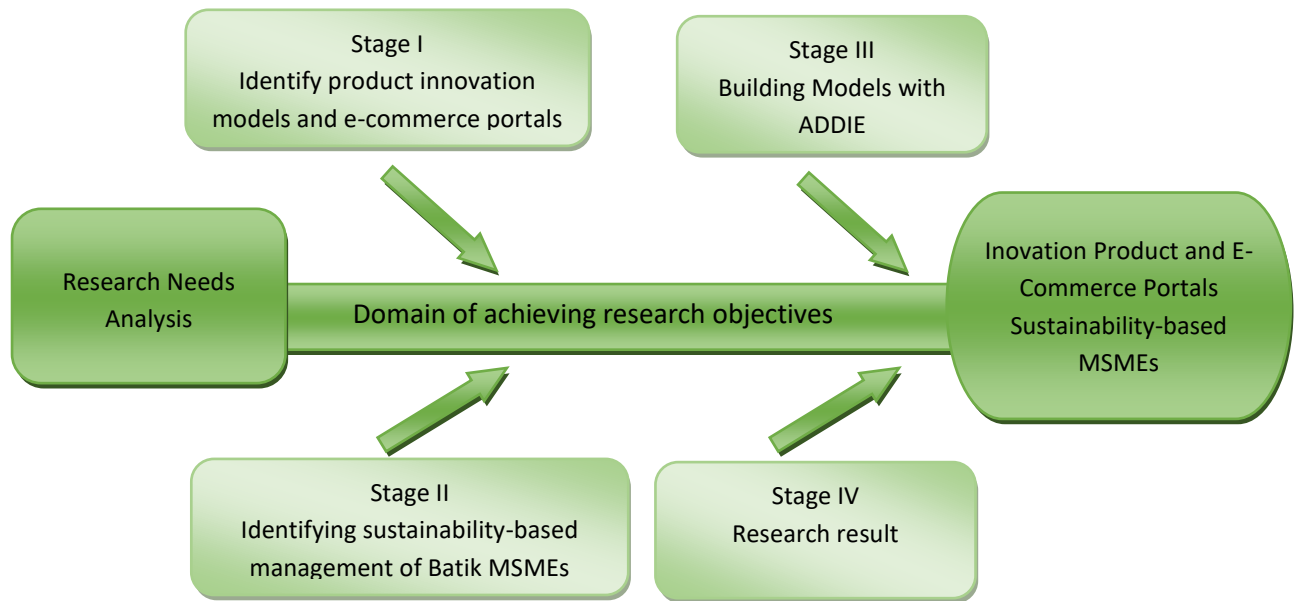 Stage I
Identify product innovation
models and e-commerce portals
Stage III
Building Models with
ADDIE
Research Needs
Analysis
Domain of achieving research objectives
Inovation Product and E-
Commerce Portals
Sustainability-based
MSMEs
Stage II
Identifying sustainability-based
management of Batik MSMEs
Stage IV
Research result